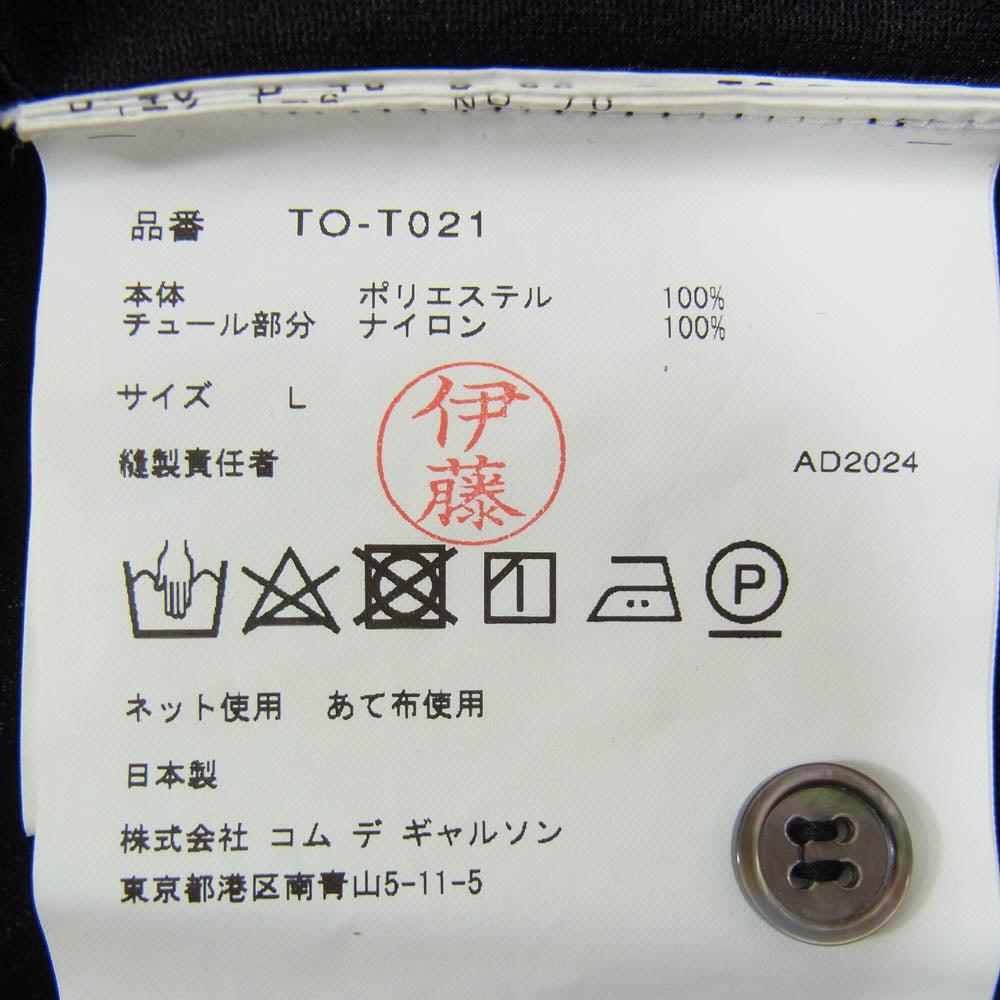 品番 TO-T021
本体 ポリエステル 100%
チュール部分 ナイロン 100%
サイズ L
伊藤
縫製責任者 AD2024
P
ネット使用 あて布使用
日本製
株式会社 コム デ ギャルソン
東京都港区南青山5-11-5